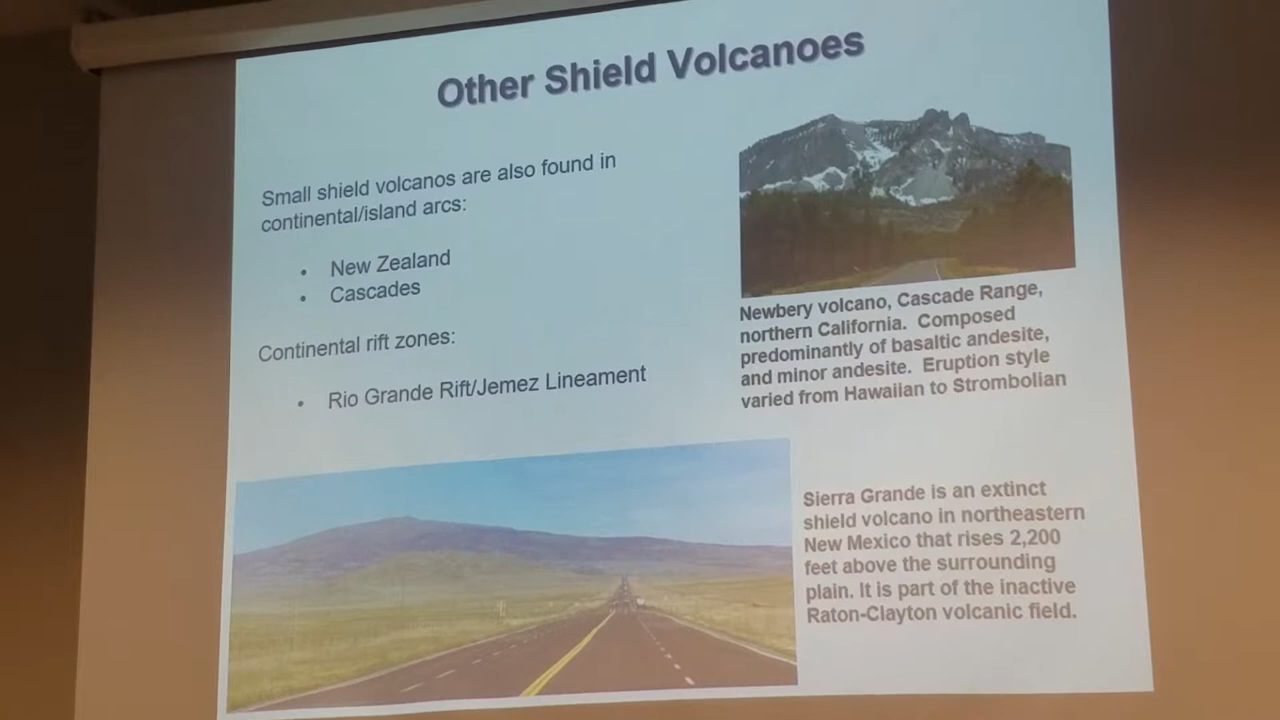 Other Shield Volcanoes
Small shield volcanos are also found in
continental/island arcs:
• New Zealand
• Cascades
Continental rift zones:
• Rio Grande Rift/Jemez Lineament
Newbery volcano, Cascade Range,
northern California. Composed
predominantly of basaltic andesite,
and minor andesite. Eruption style
varied from Hawaiian to Strombolian
Sierra Grande is an extinct
shield volcano in northeastern
New Mexico that rises 2,200
feet above the surrounding
plain. It is part of the inactive
Raton-Clayton volcanic field.